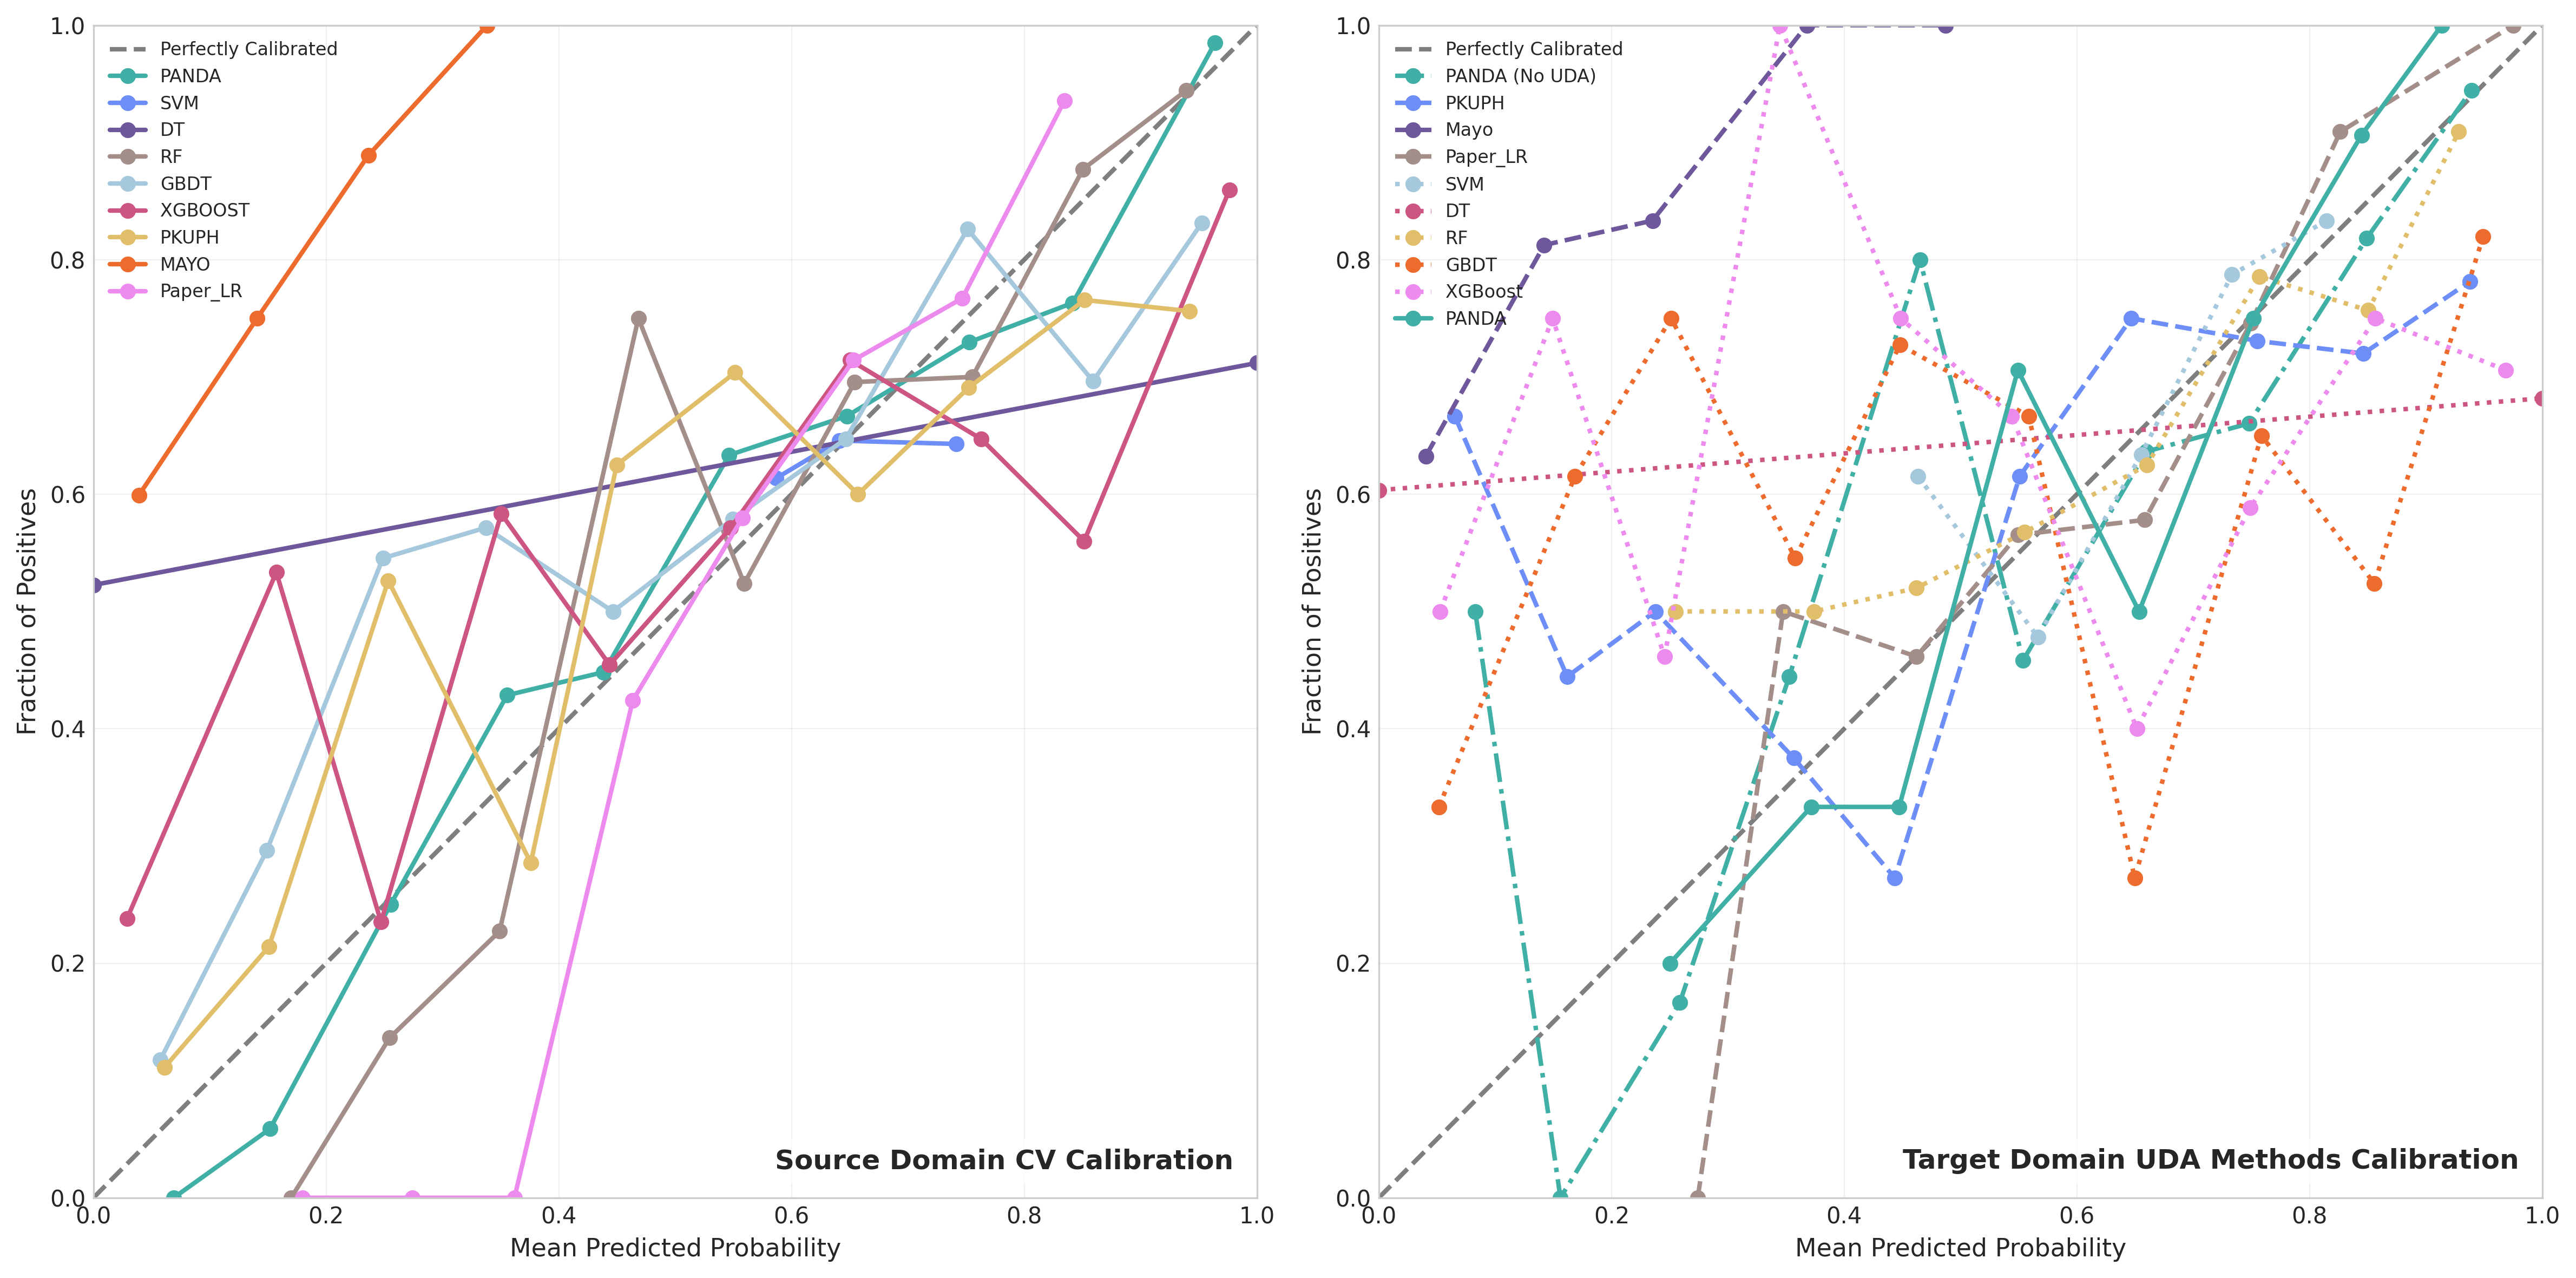 Fraction of Positives
1.0
0.8
0.6
0.4
0.2
0.0
Perfectly Calibrated
PANDA
SVM
DT
RF
GBDT
XGBOOST
PKUPH
MAYO
Paper_LR
Source Domain CV Calibration
0.0 0.2 0.4 0.6 0.8 1.0
Mean Predicted Probability
Fraction of Positives
1.0
0.8
0.6
0.4
0.2
0.0
Perfectly Calibrated
PANDA (No UDA)
PKUPH
Mayo
Paper_LR
SVM
DT
RF
GBDT
XGBoost
PANDA
Target Domain UDA Methods Calibration
0.0 0.2 0.4 0.6 0.8 1.0
Mean Predicted Probability